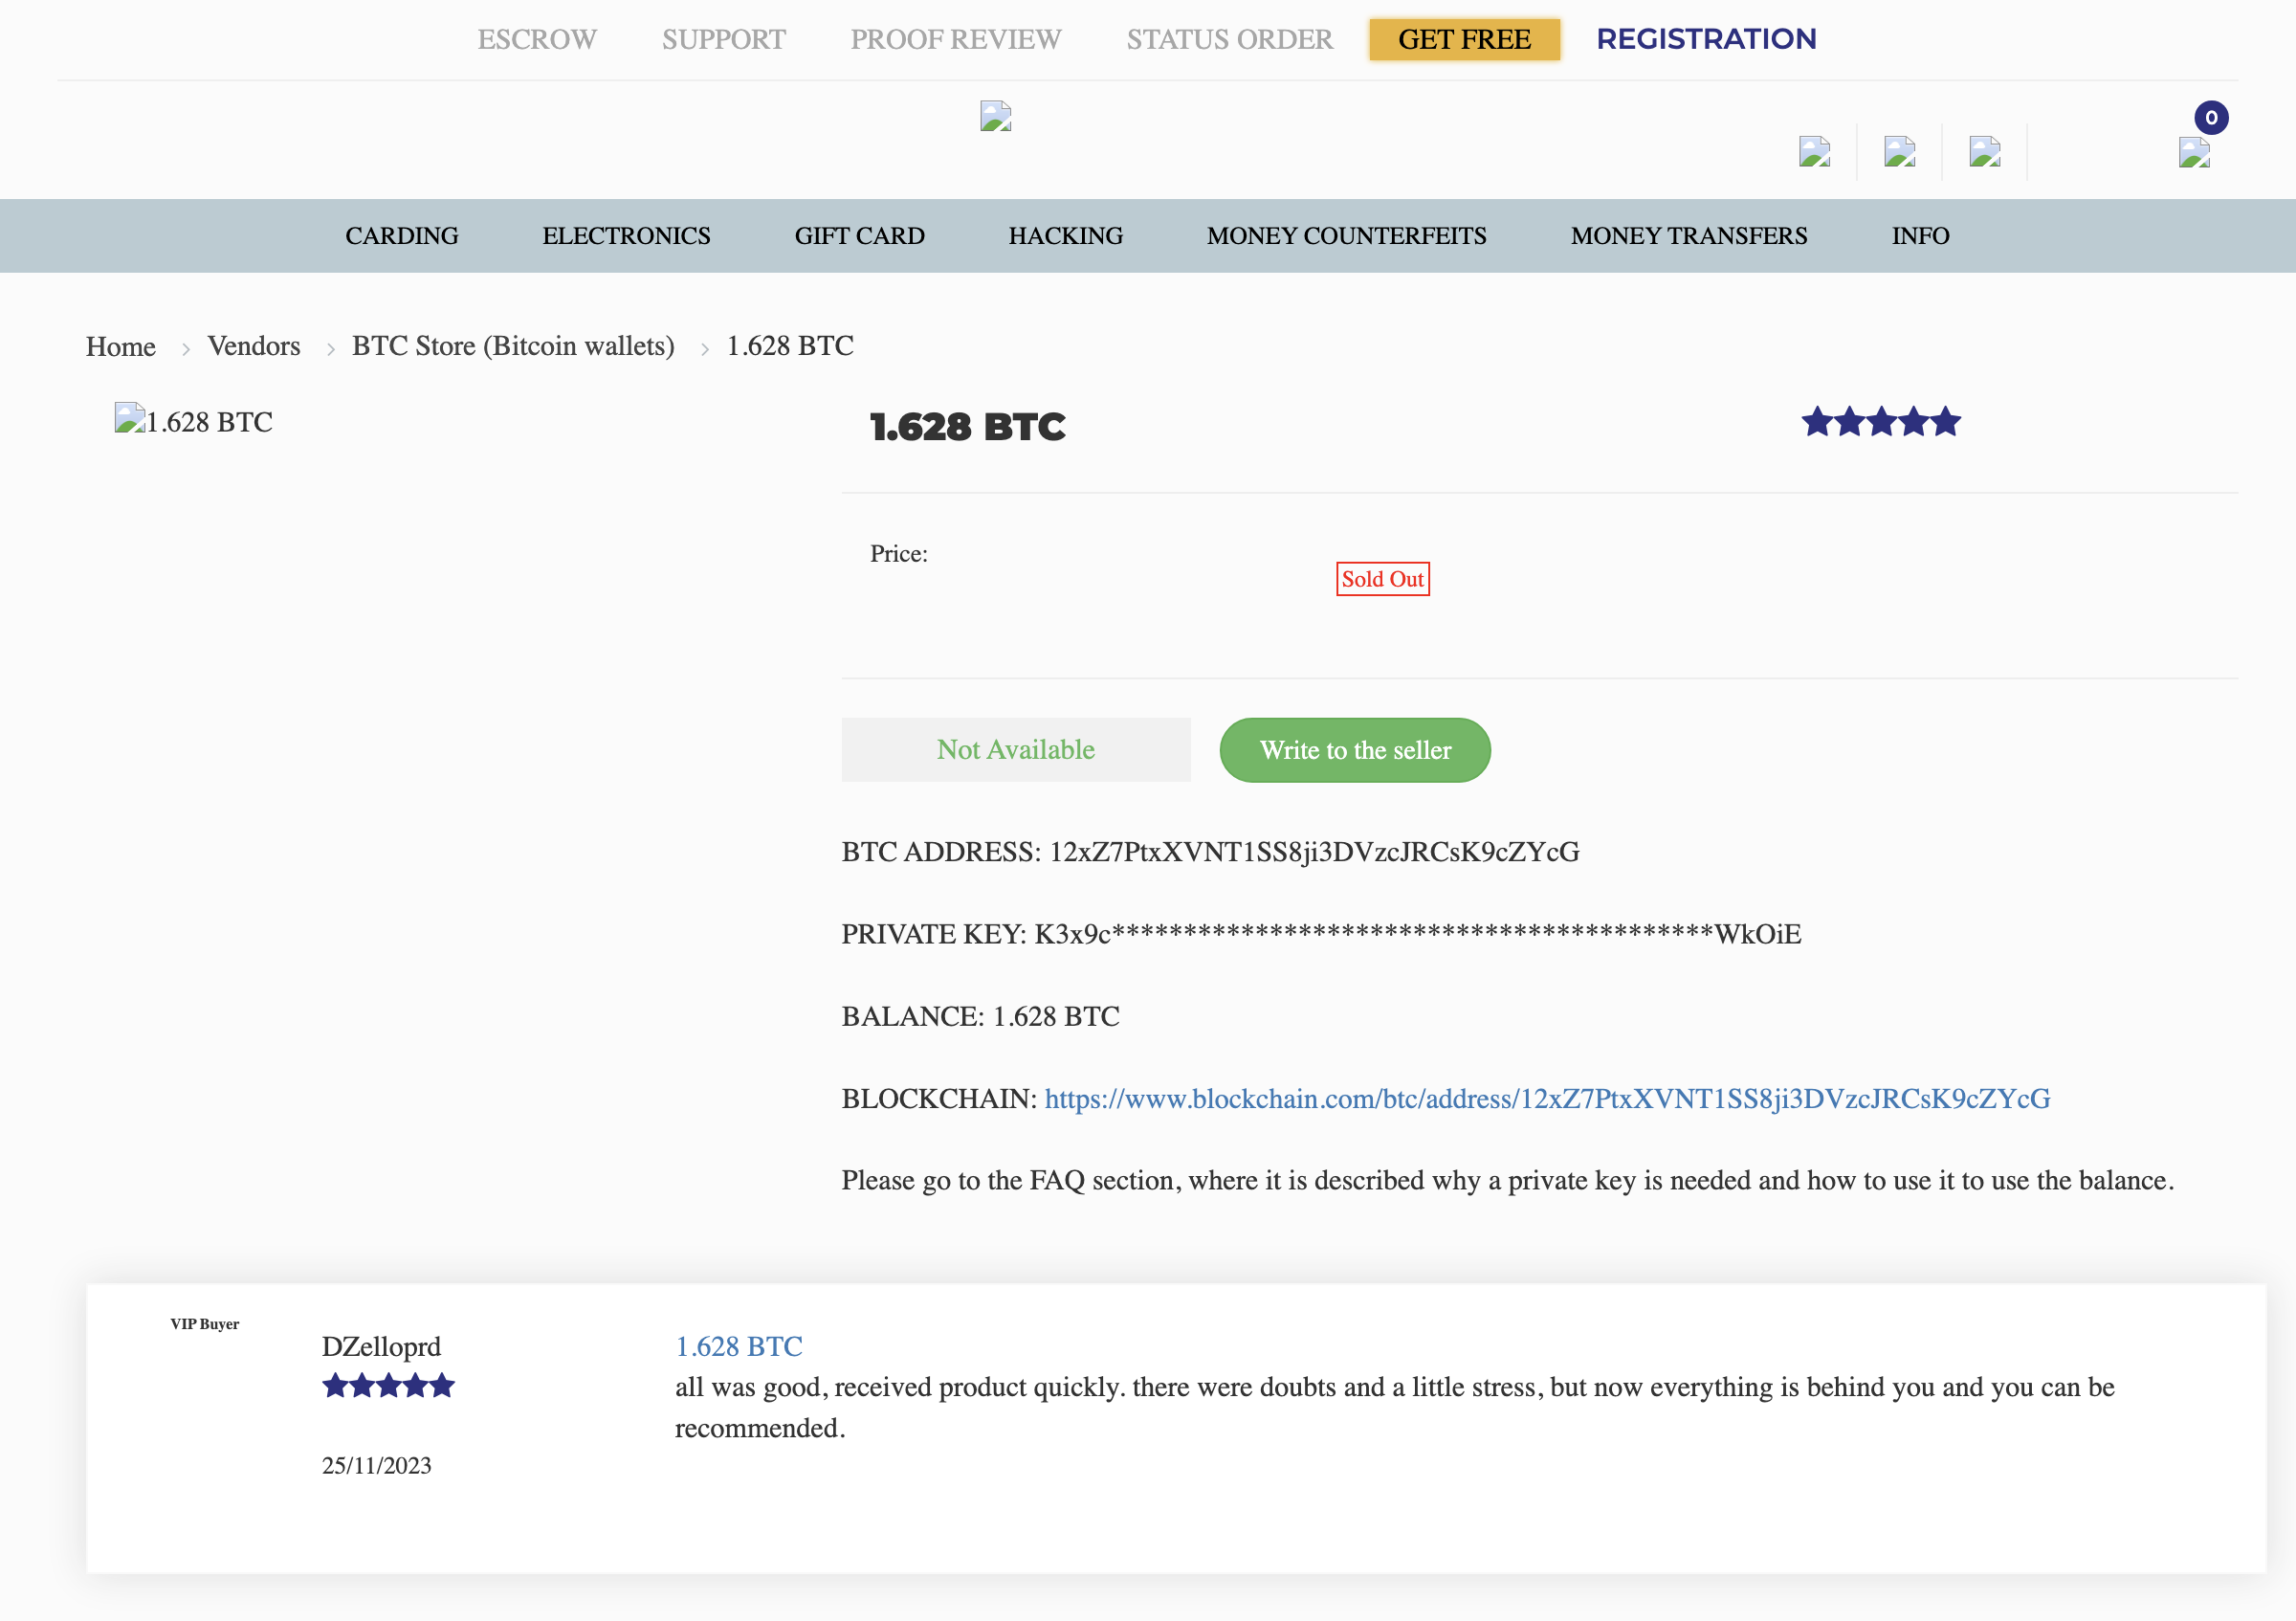 ESCROW SUPPORT PROOF REVIEW STATUS ORDER GET FREE REGISTRATION
0
CARDING ELECTRONICS GIFT CARD HACKING MONEY COUNTERFEITS MONEY TRANSFERS INFO
Home > Vendors > BTC Store (Bitcoin wallets) > 1.628 BTC
1.628 BTC
1.628 BTC
Price:
Sold Out
Not Available Write to the seller
BTC ADDRESS: 12xZ7PtxXVNT1SS8ji3DVzcJRCsK9cZYcG
PRIVATE KEY: K3x9c******************************************WkOiE
BALANCE: 1.628 BTC
BLOCKCHAIN: https://www.blockchain.com/btc/address/12xZ7PtxXVNT1SS8ji3DVzcJRCsK9cZYcG
Please go to the FAQ section, where it is described why a private key is needed and how to use it to use the balance.
VIP Buyer
DZelloprd
25/11/2023
1.628 BTC
all was good, received product quickly. there were doubts and a little stress, but now everything is behind you and you can be
recommended.